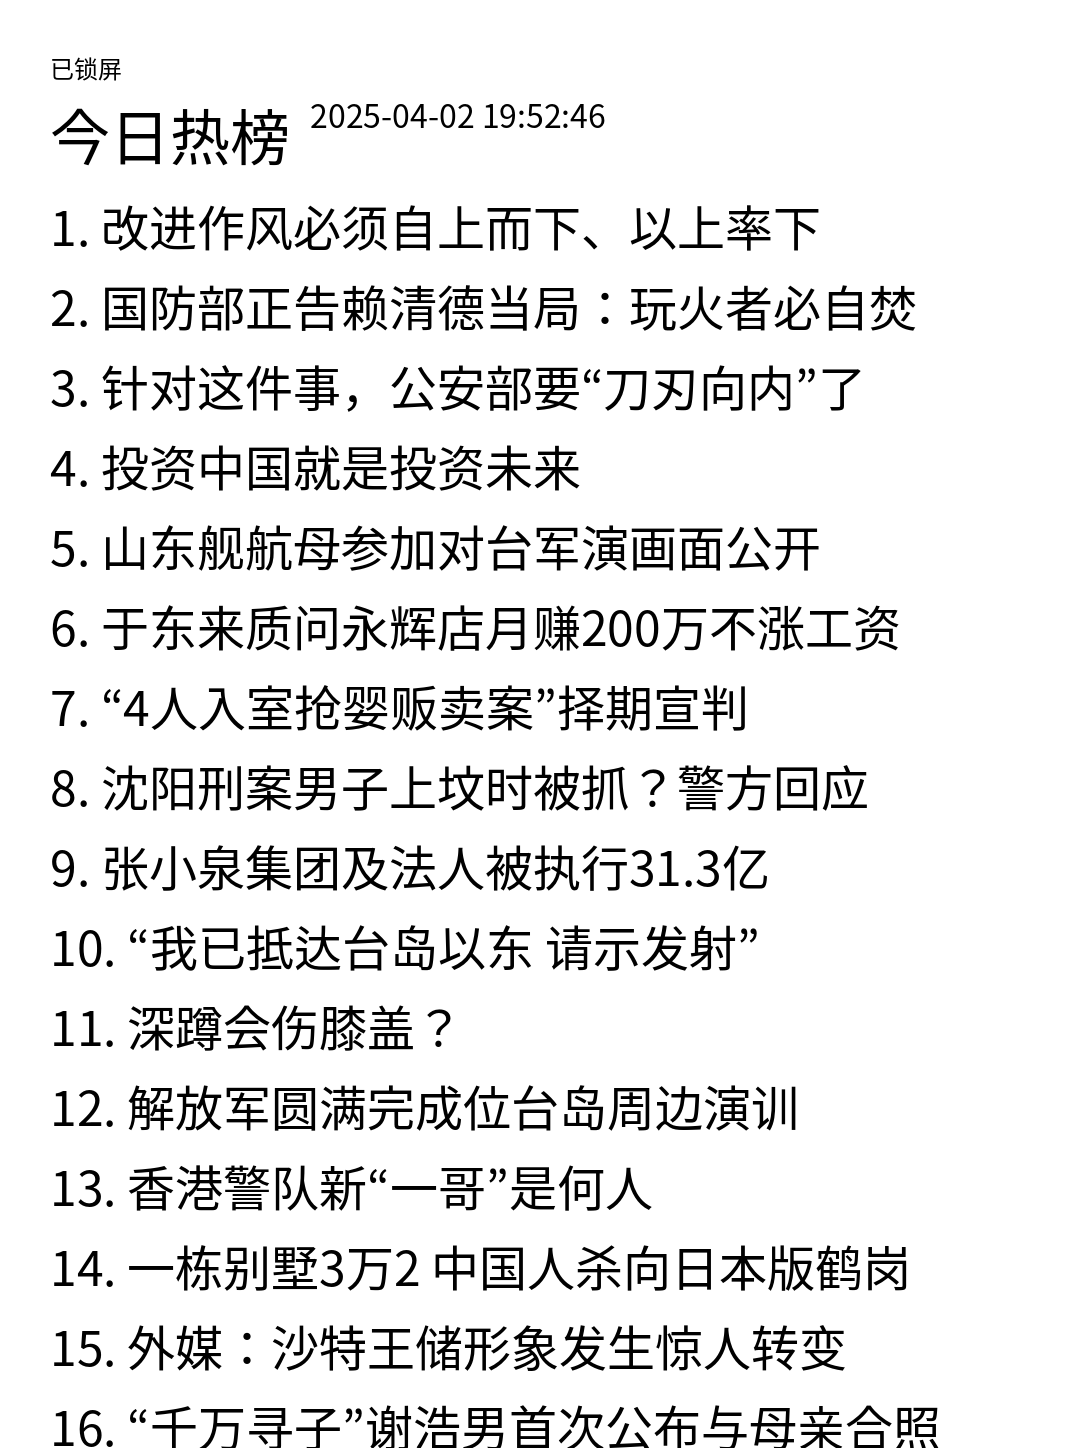 已锁屏
今日热榜 2025-04-02 19:52:46
1. 改进作风必须自上而下、以上率下
2. 国防部正告赖清德当局：玩火者必自焚
3. 针对这件事，公安部要“刀刃向内”了
4. 投资中国就是投资未来
5. 山东舰航母参加对台军演画面公开
6. 于东来质问永辉店月赚200万不涨工资
7. “4人入室抢婴贩卖案”择期宣判
8. 沈阳刑案男子上坟时被抓？警方回应
9. 张小泉集团及法人被执行31.3亿
10. “我已抵达台岛以东 请示发射”
11. 深蹲会伤膝盖？
12. 解放军圆满完成位台岛周边演训
13. 香港警队新“一哥”是何人
14. 一栋别墅3万2 中国人杀向日本版鹤岗
15. 外媒：沙特王储形象发生惊人转变
16. “千万寻子”谢浩男首次公布与母亲合照